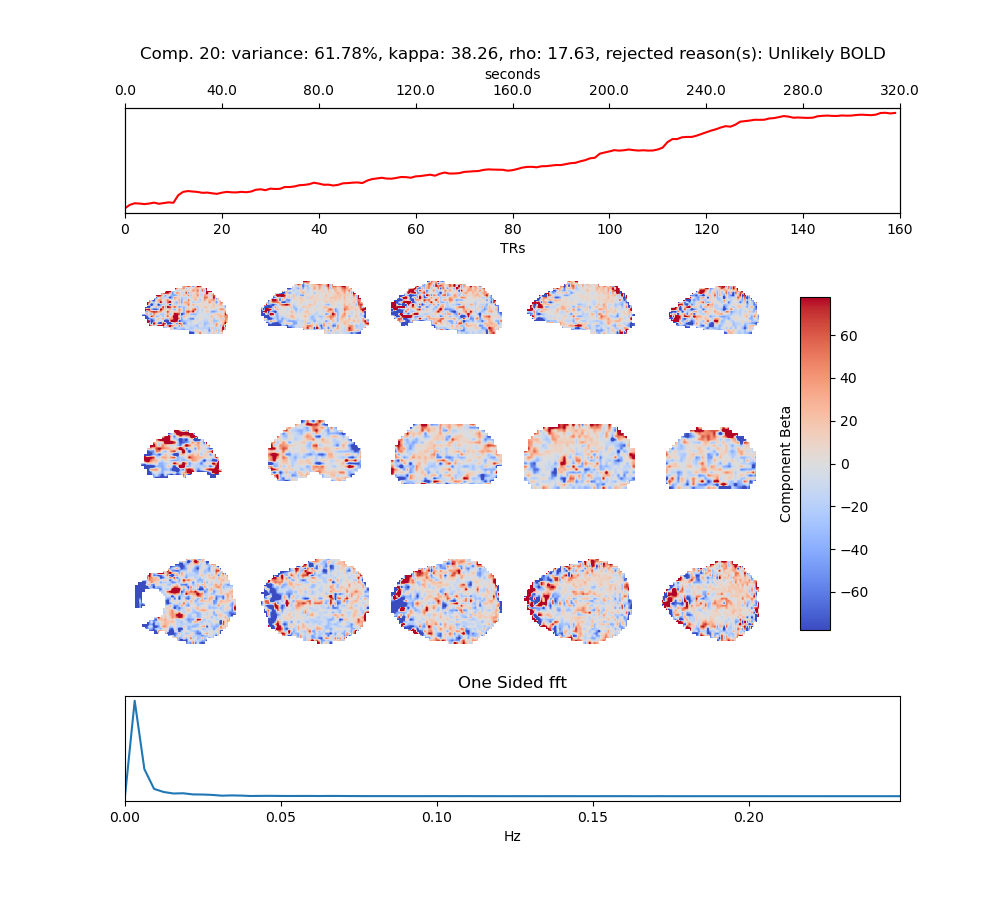 Comp. 20: variance: 61.78%, kappa: 38.26, rho: 17.63, rejected reason(s): Unlikely BOLD
seconds
0.0 40.0 80.0 120.0 160.0 200.0 240.0 280.0 320.0
0 20 40 60 80 100 120 140 160
TRs
60
40
20
0
−20
−40
−60
Component Beta
One Sided fft
0.00 0.05 0.10 0.15 0.20
Hz